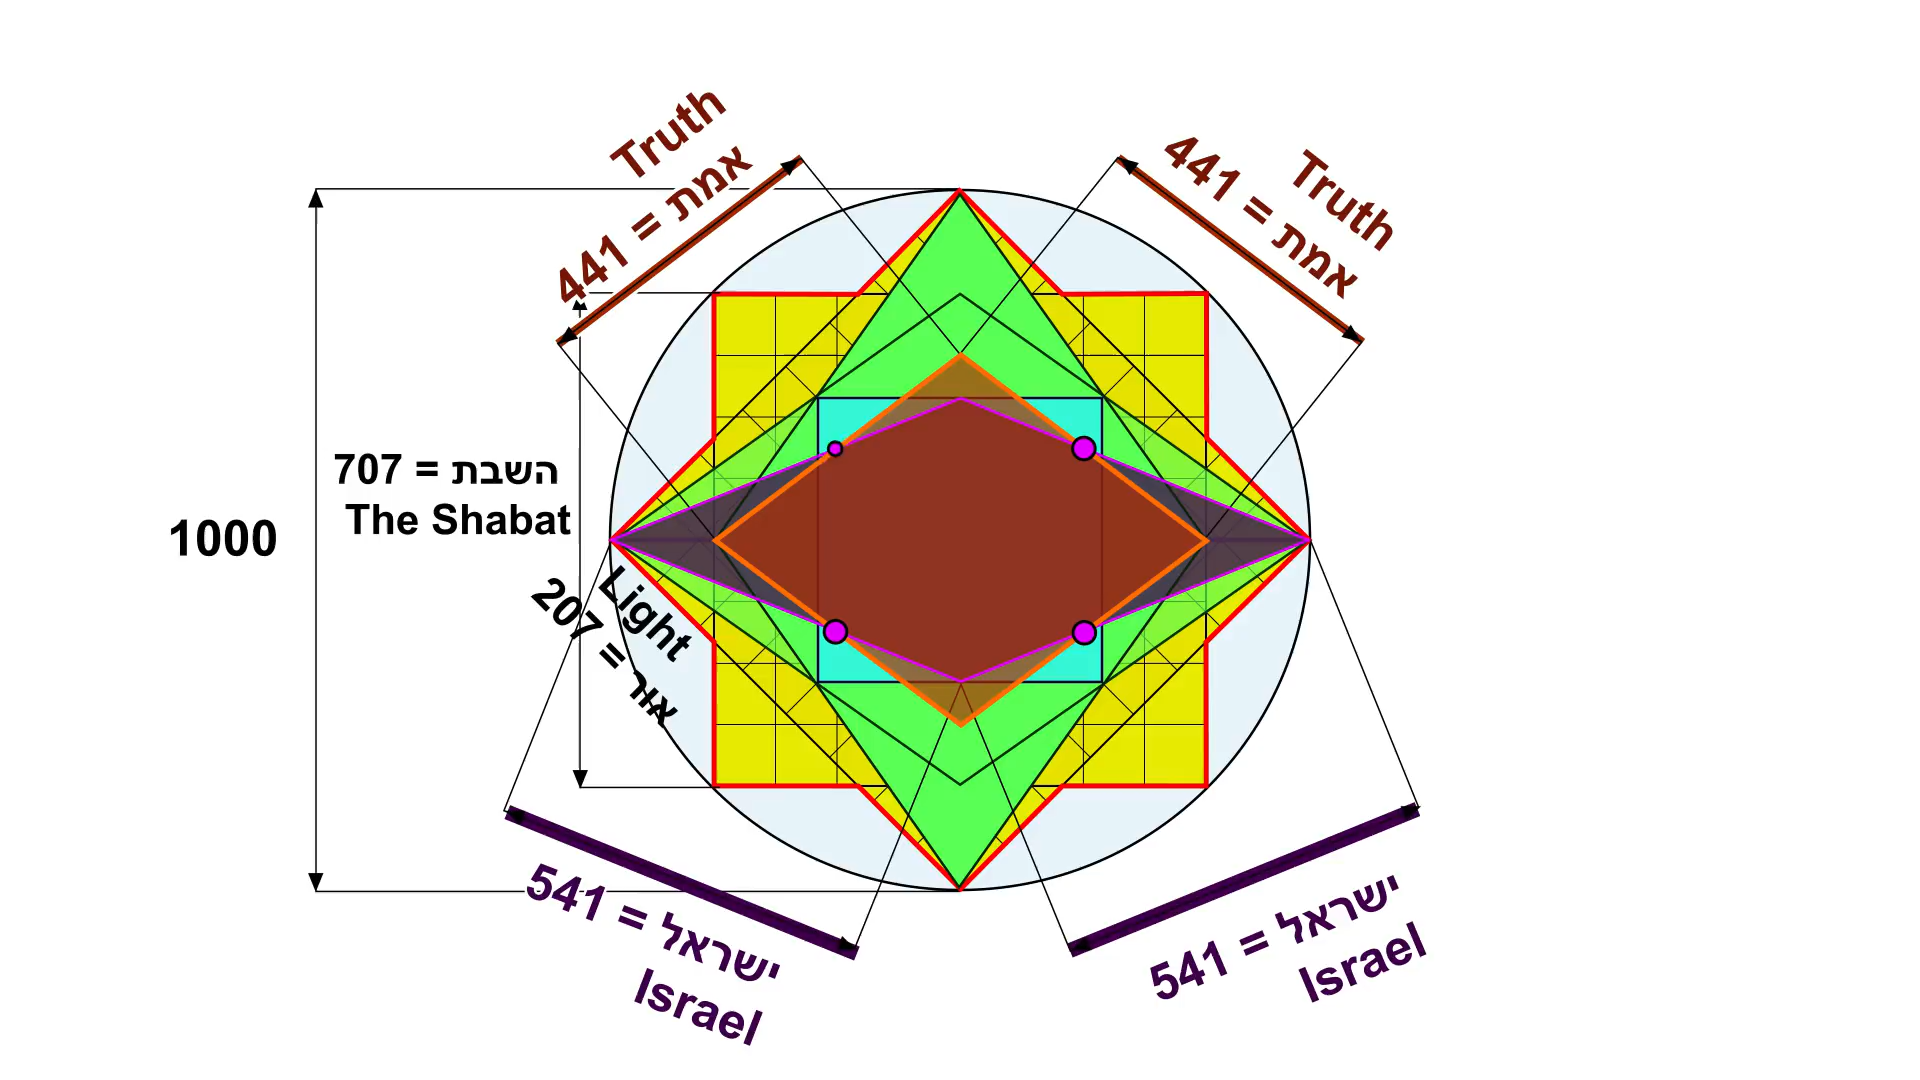 Truth
441 = אמת
Truth
441 = אמת
707 = השבת
The Shabat
1000
Light
207 = אור
541 = ישראל
Israel
541 = ישראל
Israel